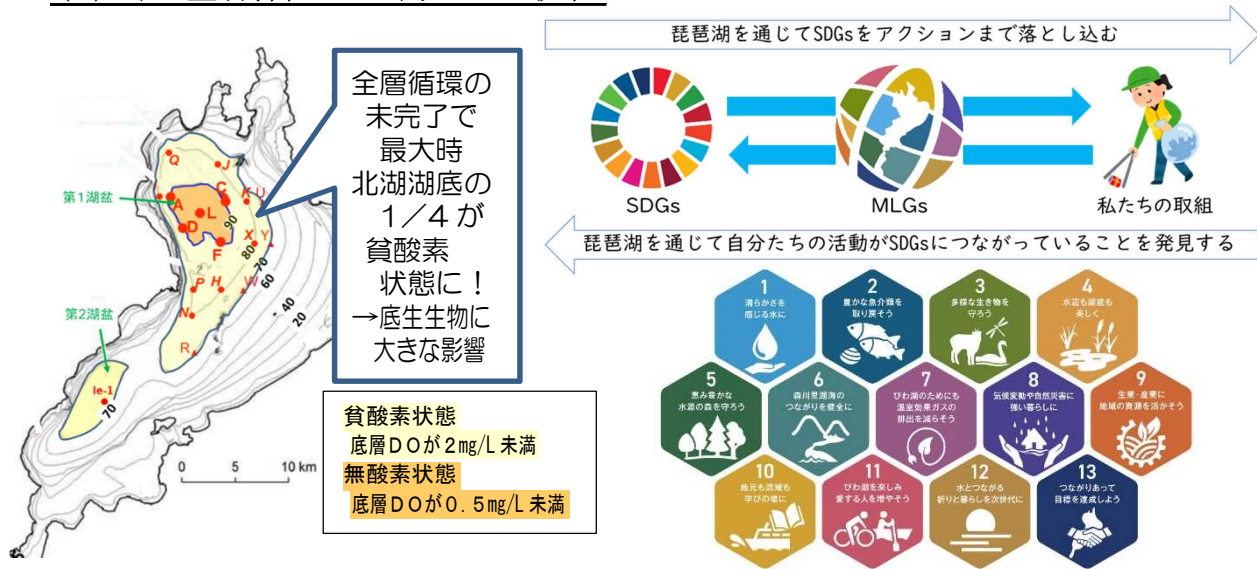 全層循環の
未完了で
最大時
北湖湖底の
1/4が
貧酸素
状態に!
→底生生物に
大きな影響
Q
J
第1湖盆
C
K
U
A
L
D
90
X
Y
F
80
70
60
P
H
W
40
N
20
第2湖盆
R
Ie-1
70
0 5 10 km
貧酸素状態
底層DOが2㎎/L未満
無酸素状態
底層DOが0.5㎎/L未満
琵琶湖を通じてSDGsをアクションまで落とし込む
SDGs
MLGs
私たちの取組
琵琶湖を通じて自分たちの活動がSDGsにつながっていることを発見する
1
清らかさを
感じる水に
2
豊かな魚介類を
取り戻そう
3
多様な生き物を
守ろう
4
水辺も湖底も
美しく
5
恵み豊かな
水源の森を守ろう
6
森川里湖海の
つながりを健全に
7
びわ湖のためにも
温室効果ガスの
排出を減らそう
8
気候変動や自然災害に
強い暮らしに
9
生業・産業に
地域の資源を活かそう
10
地元も流域も
学びの場に
11
びわ湖を楽しみ
愛する人を増やそう
12
水とつながる
祈りと暮らしを次世代に
13
つながりあって
目標を達成しよう